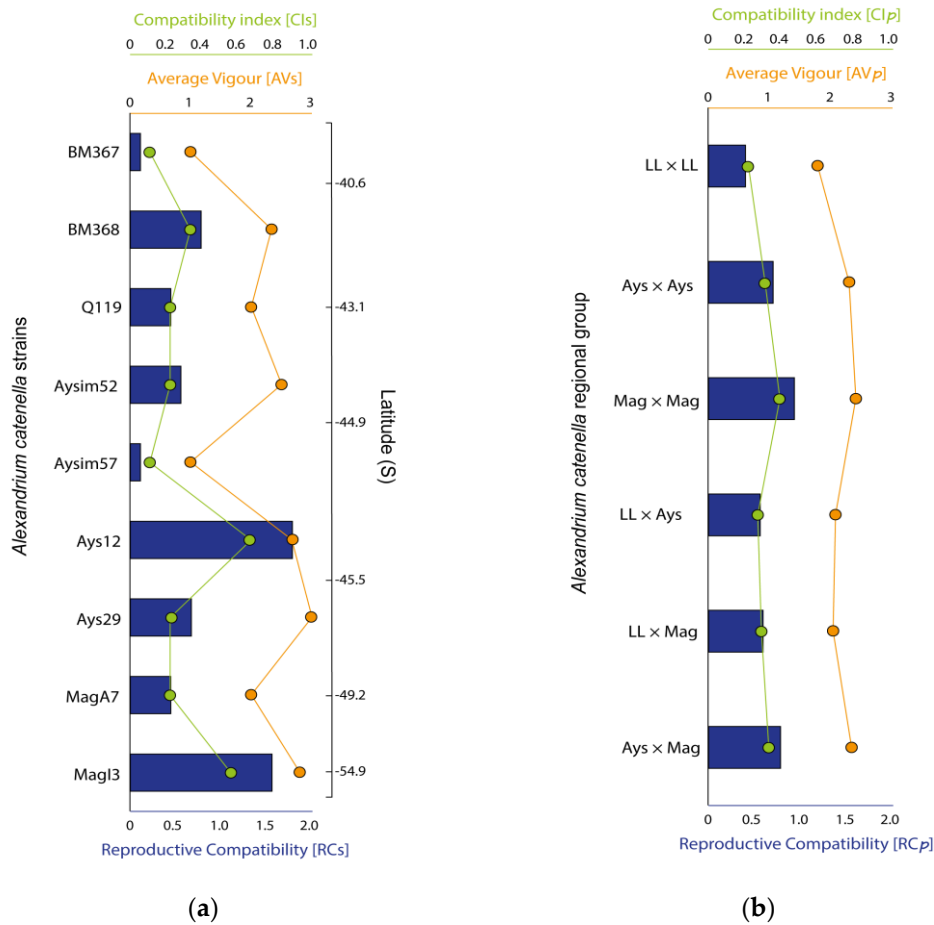 Compatibility index [CIs]
0 0.2 0.4 0.6 0.8 1.0
Average Vigour [AVs]
0 1 2 3
BM367
BM368
Q119
Aysim52
Aysim57
Ays12
Ays29
MagA7
MagI3
Alexandrium catenella strains
-40.6
-43.1
-44.9
-45.5
-49.2
-54.9
Latitude (S)
0 0.5 1.0 1.5 2.0
Reproductive Compatibility [RCs]
(a)
Compatibility index [CIp]
0 0.2 0.4 0.6 0.8 1.0
Average Vigour [AVp]
0 1 2 3
LL × LL
Ays × Ays
Mag × Mag
LL × Ays
LL × Mag
Ays × Mag
Alexandrium catenella regional group
0 0.5 1.0 1.5 2.0
Reproductive Compatibility [RCp]
(b)